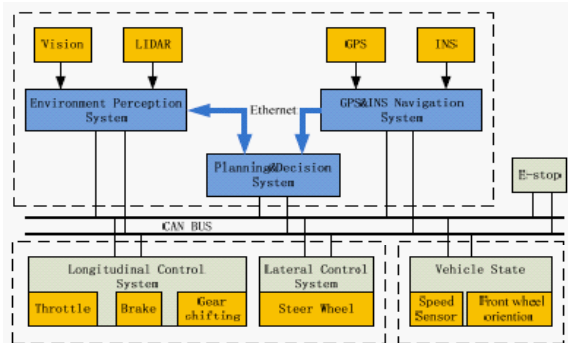 Vision
LIDAR
GPS
INS
Environment Perception
System
Ethernet
GPS&INS Navigation
System
Planning&Decision
System
E-stop
CAN BUS
Longitudinal Control
System
Throttle
Brake
Gear
shifting
Lateral Control
System
Steer Wheel
Vehicle State
Speed
Sensor
Front wheel
oriention